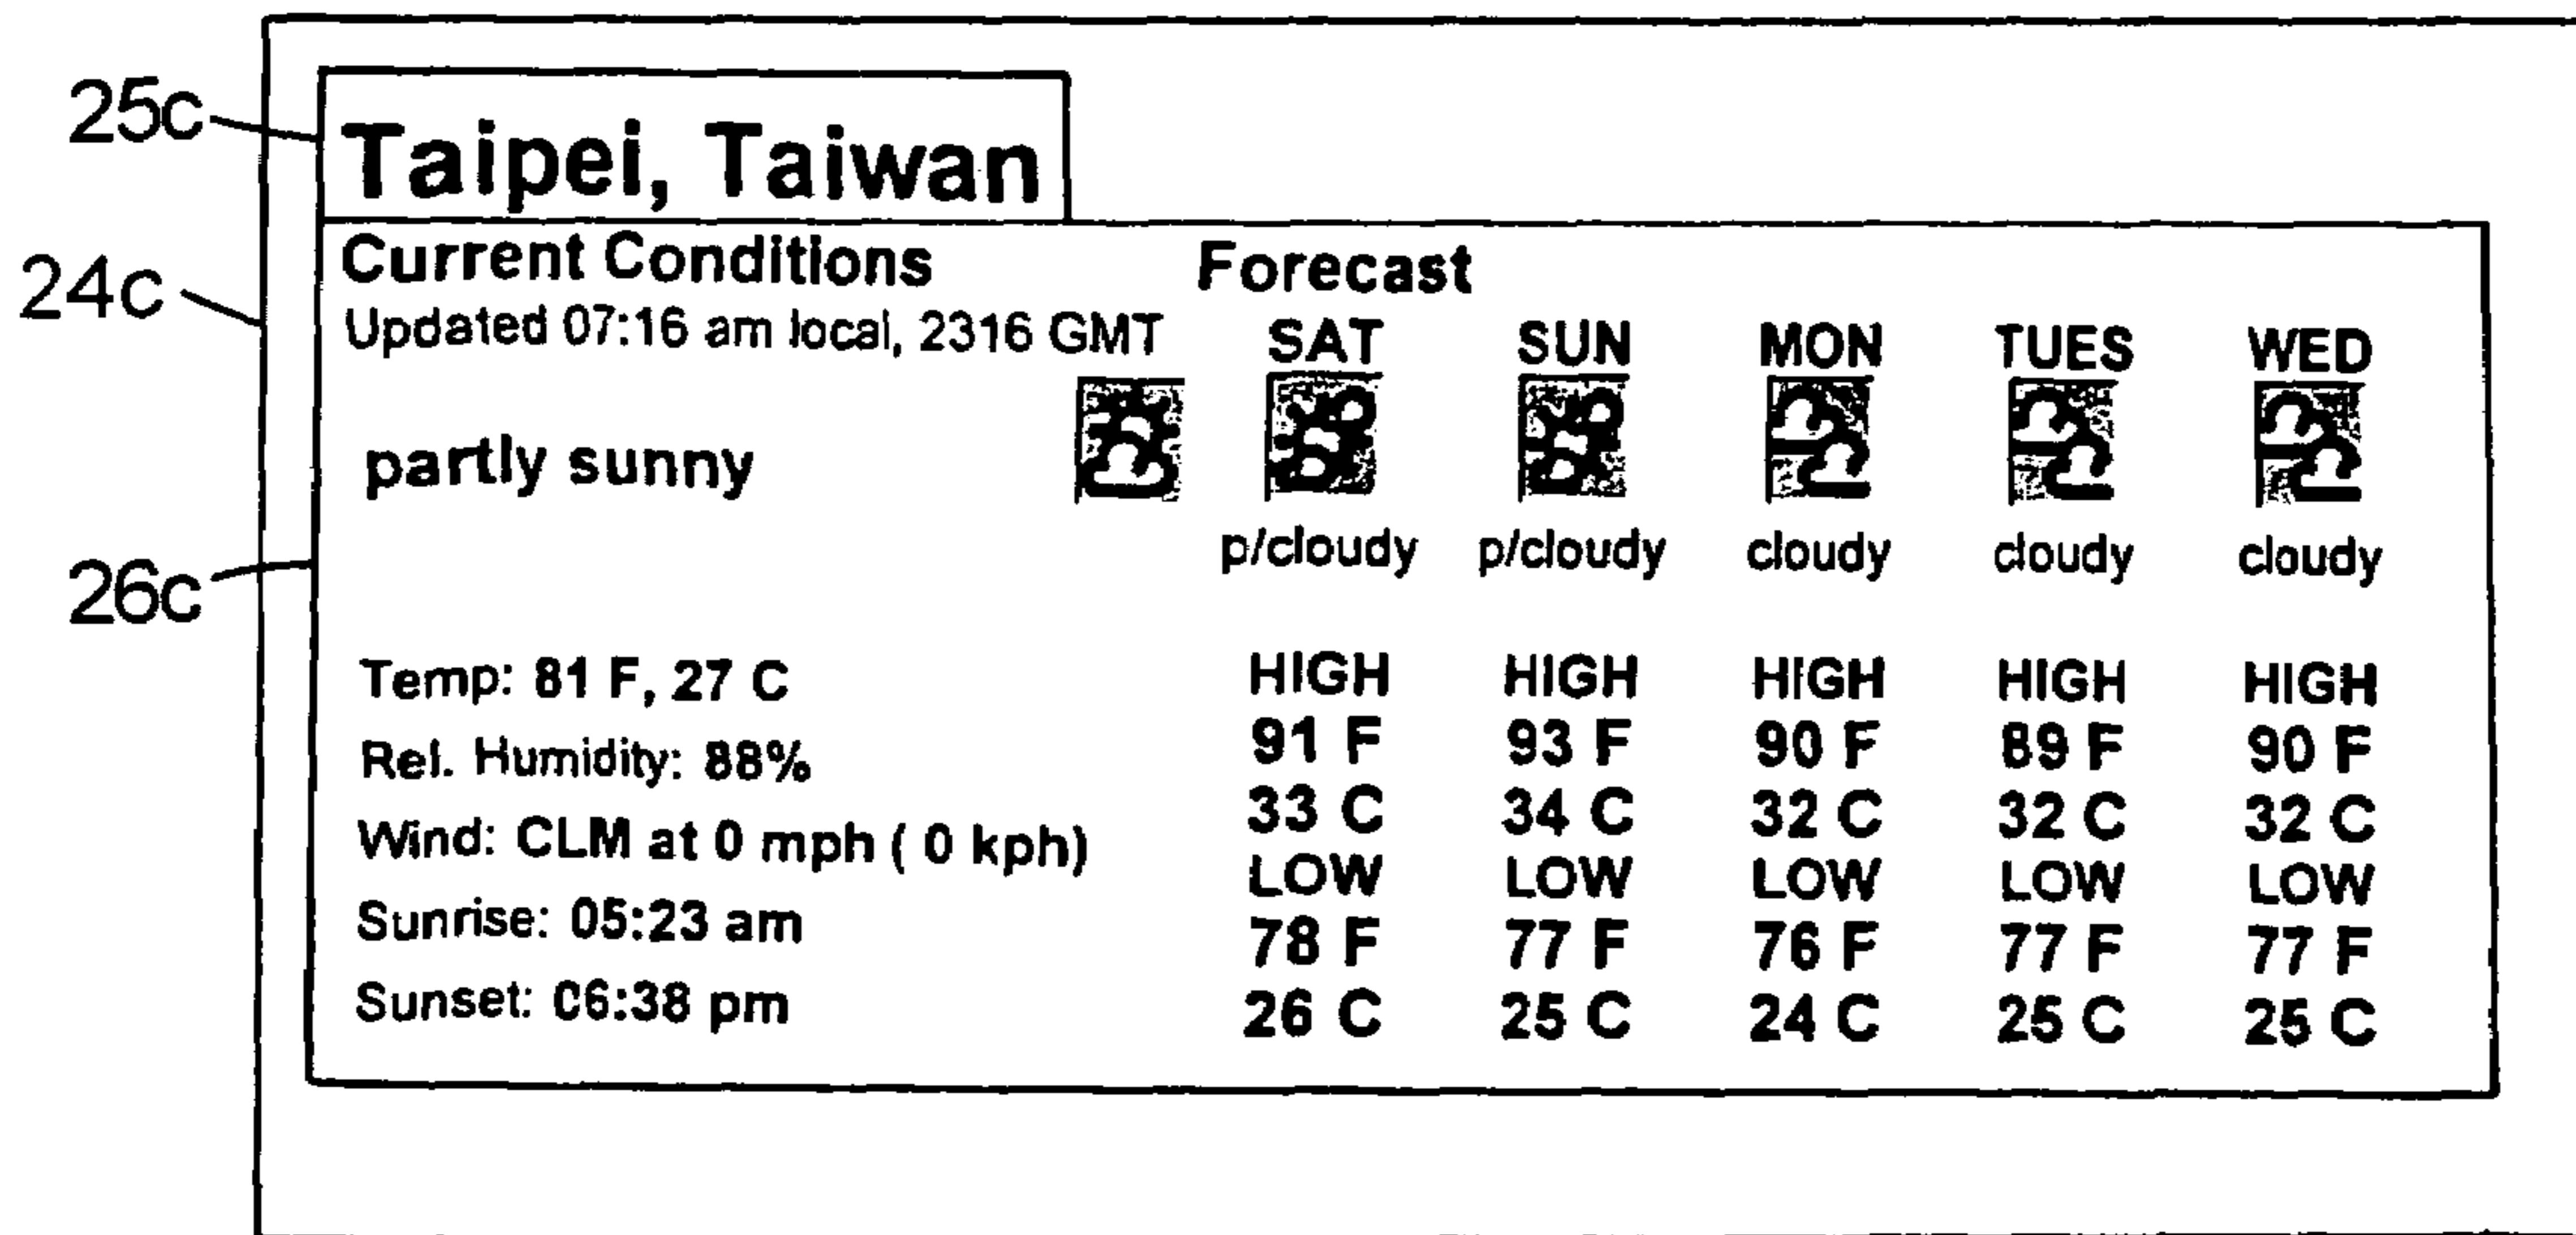 25c
Taipei, Taiwan
24c
Current Conditions
Updated 07:16 am local, 2316 GMT
partly sunny
26c
Temp: 81 F, 27 C
Rel. Humidity: 88%
Wind: CLM at 0 mph ( 0 kph)
Sunrise: 05:23 am
Sunset: 06:38 pm
Forecast
SAT SUN MON TUES WED
p/cloudy p/cloudy cloudy cloudy cloudy
HIGH HIGH HIGH HIGH HIGH
91 F 93 F 90 F 89 F 90 F
33 C 34 C 32 C 32 C 32 C
LOW LOW LOW LOW LOW
78 F 77 F 76 F 77 F 77 F
26 C 25 C 24 C 25 C 25 C